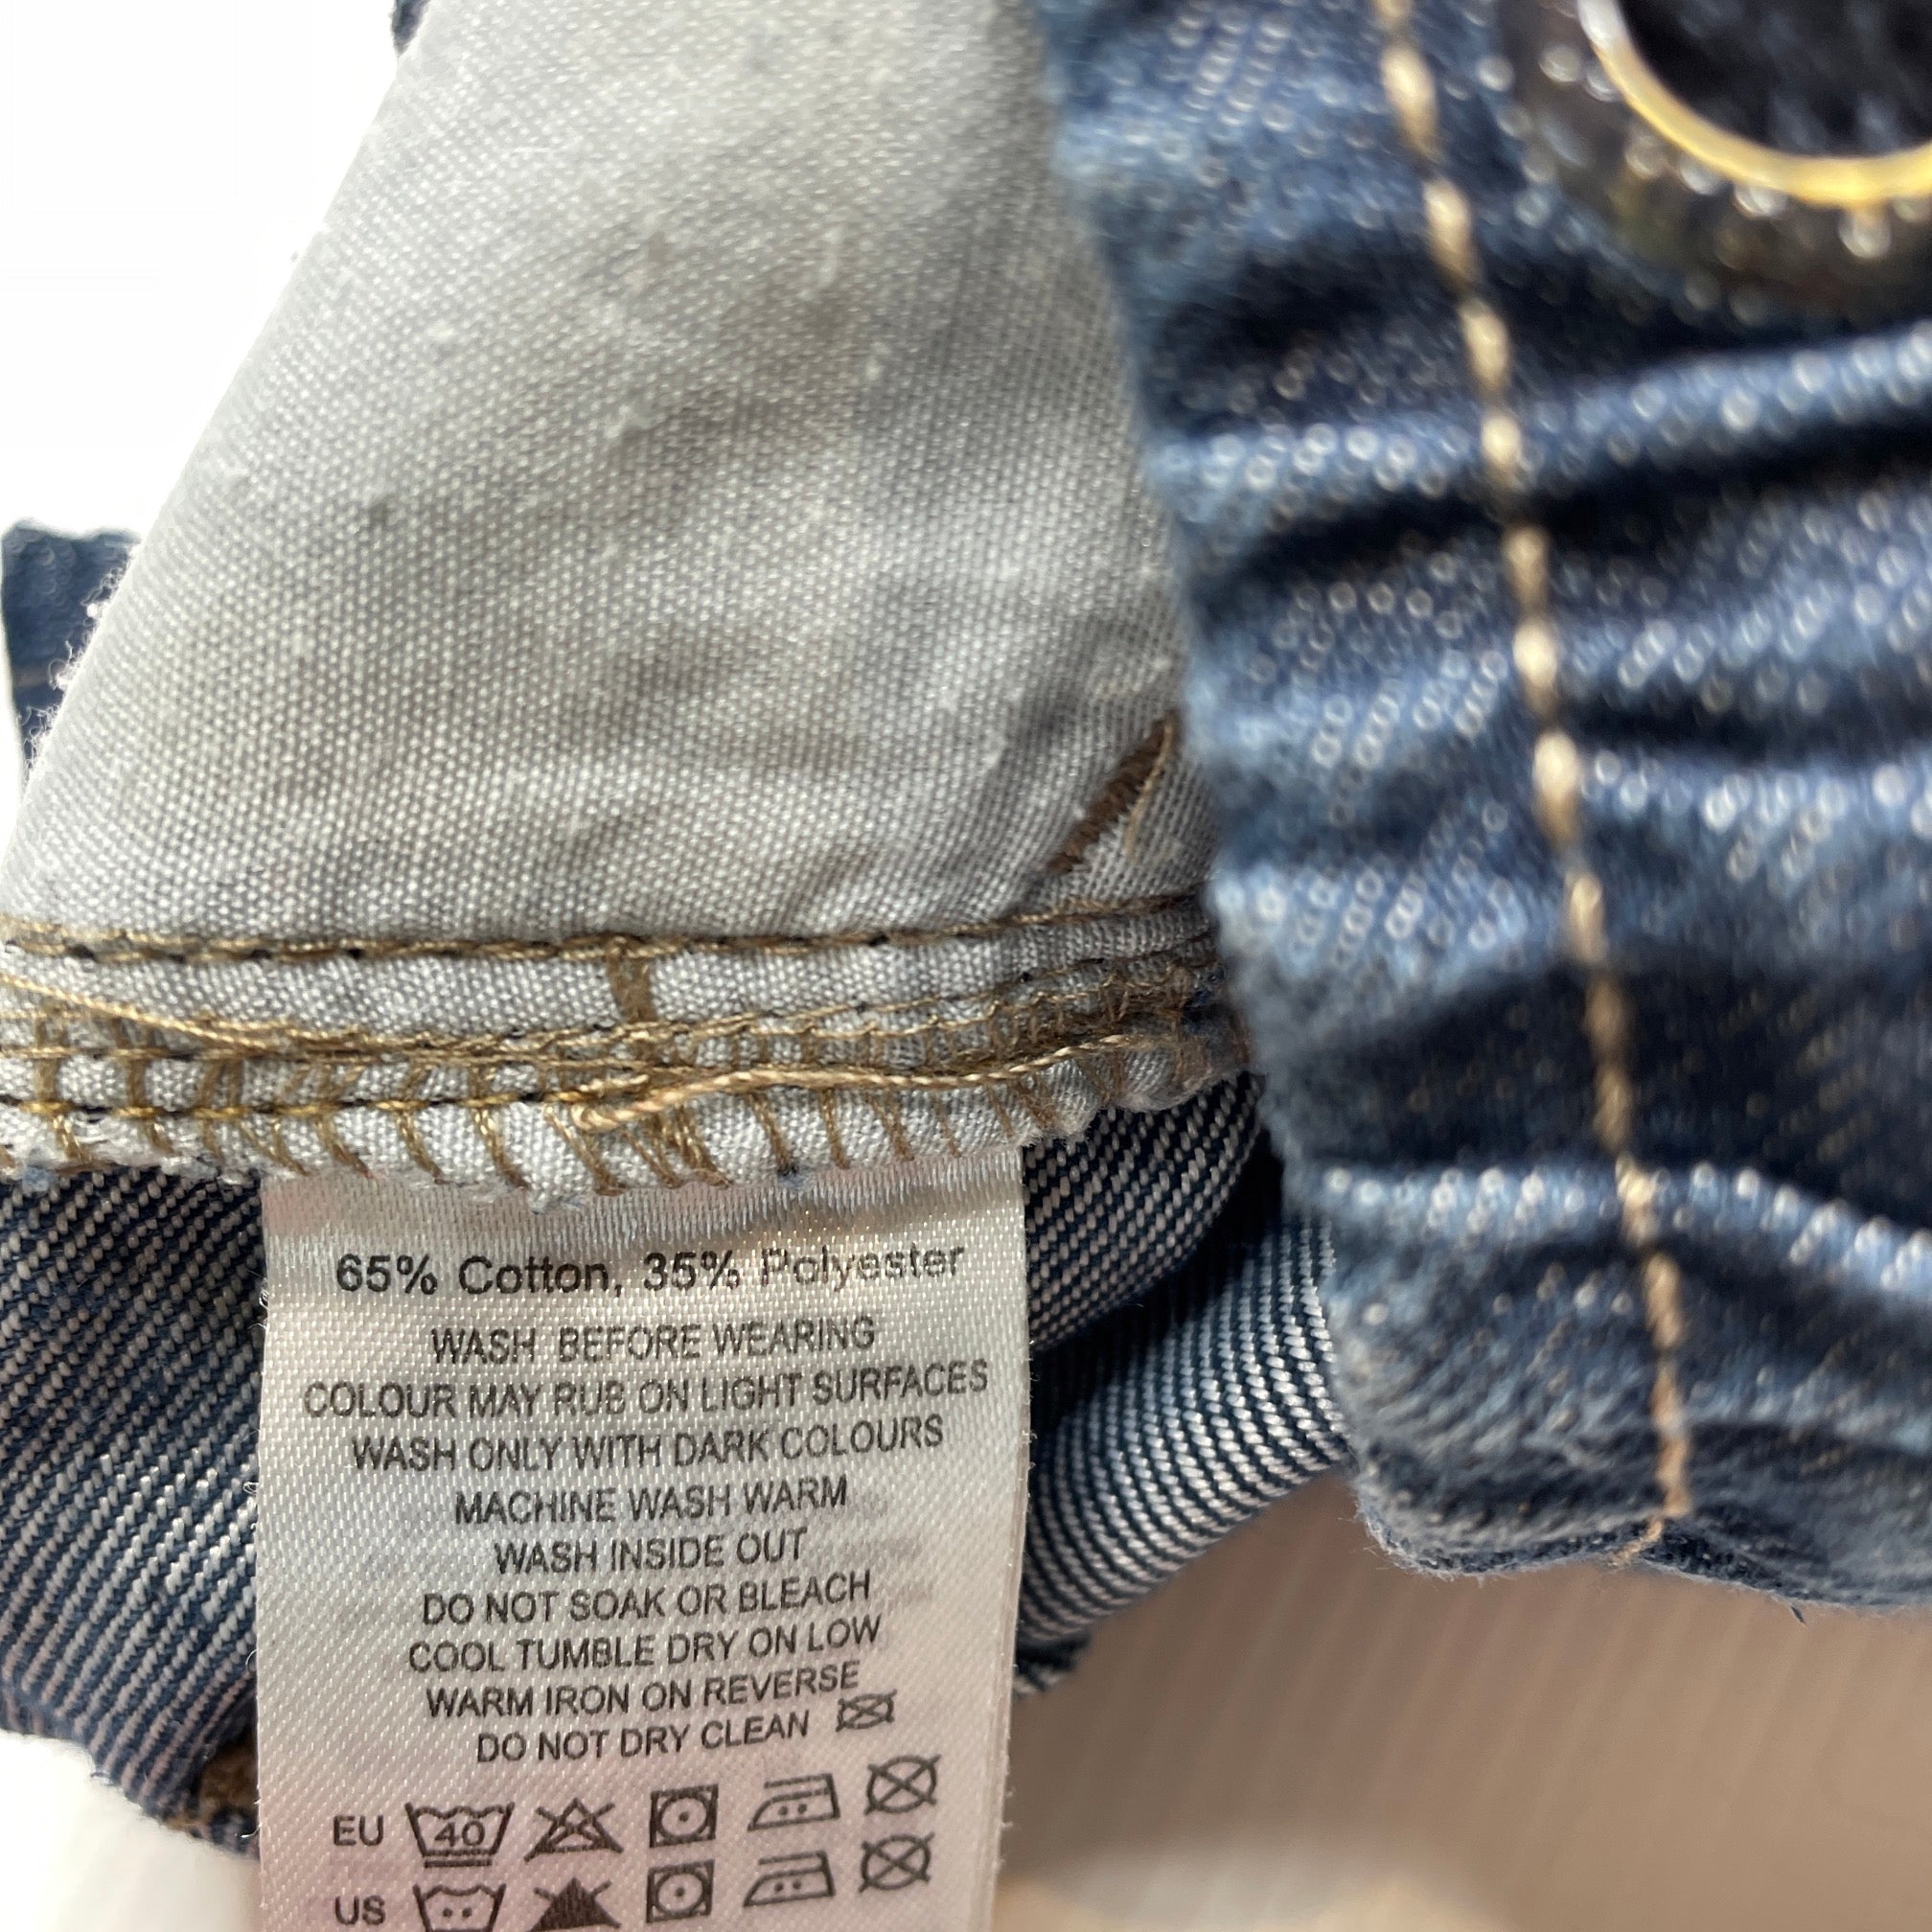 65% Cotton, 35% Polyester
WASH BEFORE WEARING
COLOUR MAY RUB ON LIGHT SURFACES
WASH ONLY WITH DARK COLOURS
MACHINE WASH WARM
WASH INSIDE OUT
DO NOT SOAK OR BLEACH
COOL TUMBLE DRY ON LOW
WARM IRON ON REVERSE
DO NOT DRY CLEAN
EU 40
US